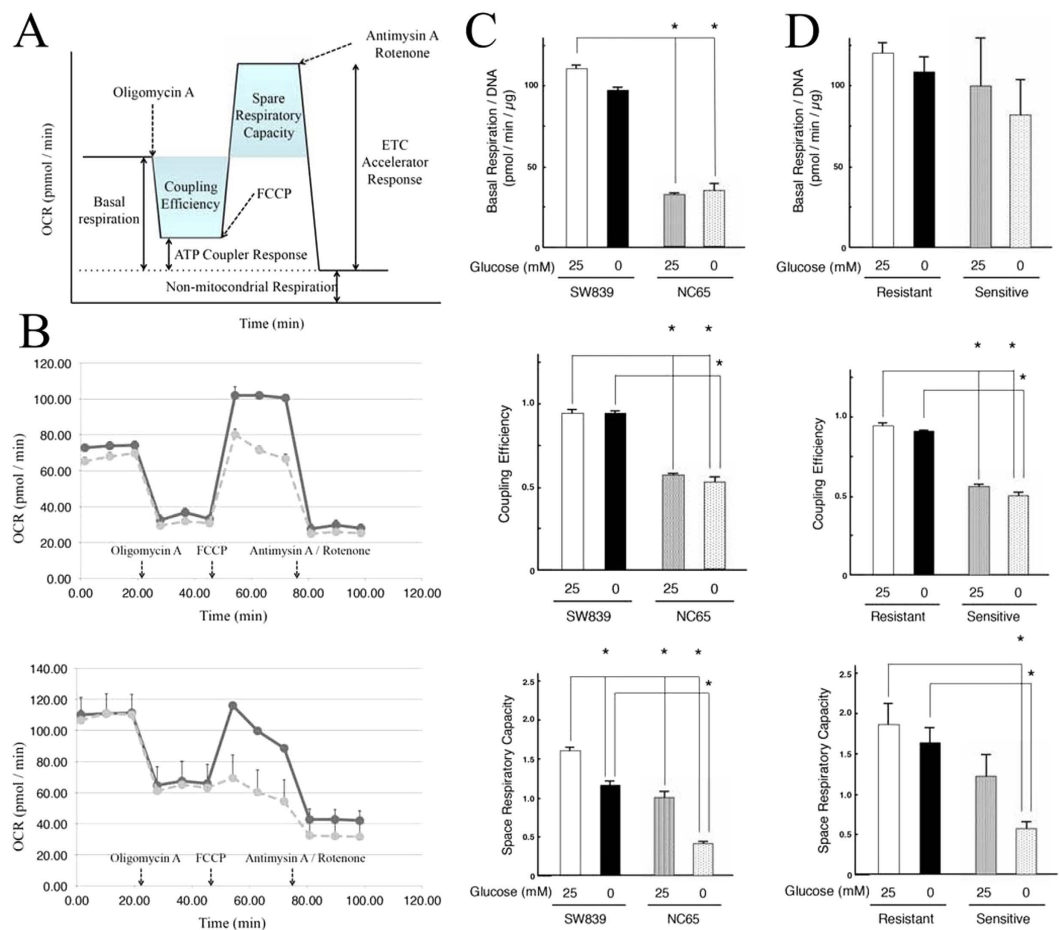 A
OCR (pnmol / min)
Oligomycin A
Antimysin A
Rotenone
Spare
Respiratory
Capacity
ETC
Accelerator
Response
Coupling
Efficiency
FCCP
Basal
respiration
ATP Coupler Response
Non-mitocondrial Respiration
Time (min)
B
OCR (pmol / min)
120.00
100.00
80.00
60.00
40.00
20.00
0.00
Oligomycin A
FCCP
Antimysin A / Rotenone
0.00 20.00 40.00 60.00 80.00 100.00 120.00
Time (min)
OCR (pmol / min)
140.00
120.00
100.00
80.00
60.00
40.00
20.00
0.00
Oligomycin A
FCCP
Antimysin A / Rotenone
0.00 20.00 40.00 60.00 80.00 100.00 120.00
Time (min)
C
Basal Respiration / DNA
(pmol / min / µg)
100
50
0
* *
Glucose (mM) 25 0 25 0
SW839 NC65
Coupling Efficiency
1.0
0.5
0
* *
*
25 0 25 0
SW839 NC65
Space Respiratory Capacity
2.5
2.0
1.5
1.0
0.5
0
* * *
*
Glucose (mM) 25 0 25 0
SW839 NC65
D
Basal Respiration / DNA
(pmol / min / µg)
100
50
0
25 0 25 0
Resistant Sensitive
Coupling Efficiency
1.0
0.5
0
* *
*
25 0 25 0
Resistant Sensitive
Space Respiratory Capacity
2.5
2.0
1.5
1.0
0.5
0
*
*
Glucose (mM) 25 0 25 0
Resistant Sensitive